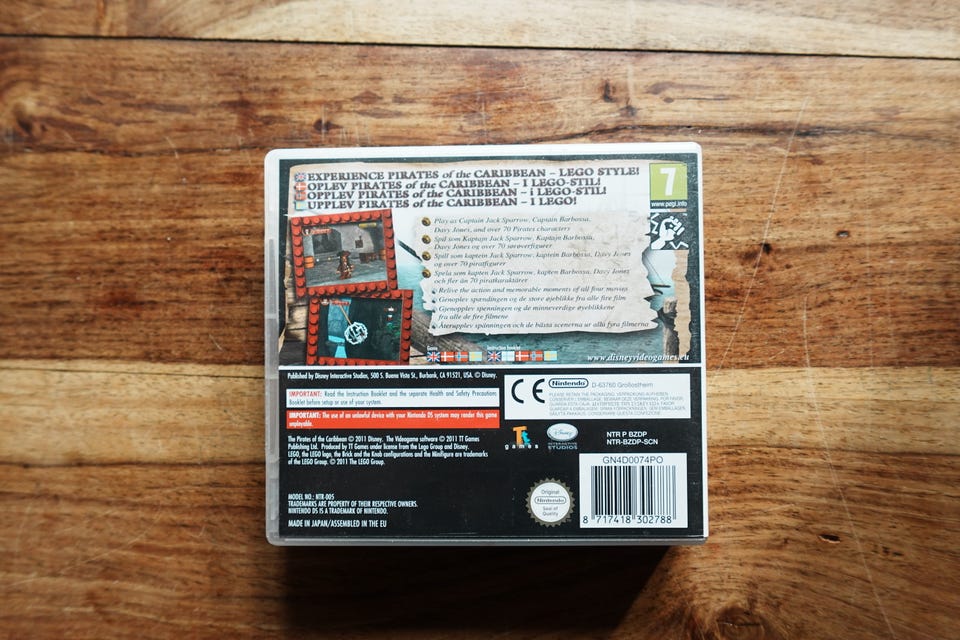 EXPERIENCE PIRATES of the CARIBBEAN – LEGO STYLE!
OPLEV PIRATES of the CARIBBEAN – I LEGO-STIL!
OPPLEV PIRATES of the CARIBBEAN – i LEGO-STIL!
UPPLEV PIRATES of the CARIBBEAN – I LEGO!
7
www.pegi.info
Play as Captain Jack Sparrow, Captain Barbossa,
Davy Jones, and over 70 Pirates characters
Spil som Kaptajn Jack Sparrow, Kaptajn Barbossa,
Davy Jones og over 70 sørøverfigurer
Spill som kaptein Jack Sparrow, kaptein Barbossa, Davy Jones
og over 70 piratfigurer
Spela som kapten Jack Sparrow, kapten Barbossa, Davy Jones
och fler än 70 piratkaraktärer
Relive the action and memorable moments of all four movies
Genoplev spændingen og de store øjeblikke fra alle fire film
Gjenopplev spenningen og de minneverdige øyeblikkene
fra alle de fire filmene
Återupplev spänningen och de bästa scenerna ur alla fyra filmerna
Game
Instruction booklet
www.disneyvideogames.eu
Published by Disney Interactive Studios, 500 S. Buena Vista St., Burbank, CA 91521, USA. © Disney.
IMPORTANT: Read the Instruction Booklet and the separate Health and Safety Precautions
Booklet before setup or use of your system.
IMPORTANT: The use of an unlawful device with your Nintendo DS system may render this game
unplayable.
CE
Nintendo
D-63760 Großostheim
PLEASE RETAIN THIS PACKAGING.
The Pirates of the Caribbean © 2011 Disney. The Videogame software © 2011 TT Games
Publishing Ltd. Produced by TT Games under license from the Lego Group and Disney.
LEGO, the LEGO logo, the Brick and the Knob configurations and the Minifigure are trademarks
of the LEGO Group. © 2011 The LEGO Group.
Tt
games
Disney
INTERACTIVE
STUDIOS
NTR P BZDP
NTR-BZDP-SCN
GN4D0074PO
8 717418 302788
Original
Nintendo
Seal of
Quality
MODEL NO.: NTR-005
TRADEMARKS ARE PROPERTY OF THEIR RESPECTIVE OWNERS.
NINTENDO DS IS A TRADEMARK OF NINTENDO.
MADE IN JAPAN/ASSEMBLED IN THE EU